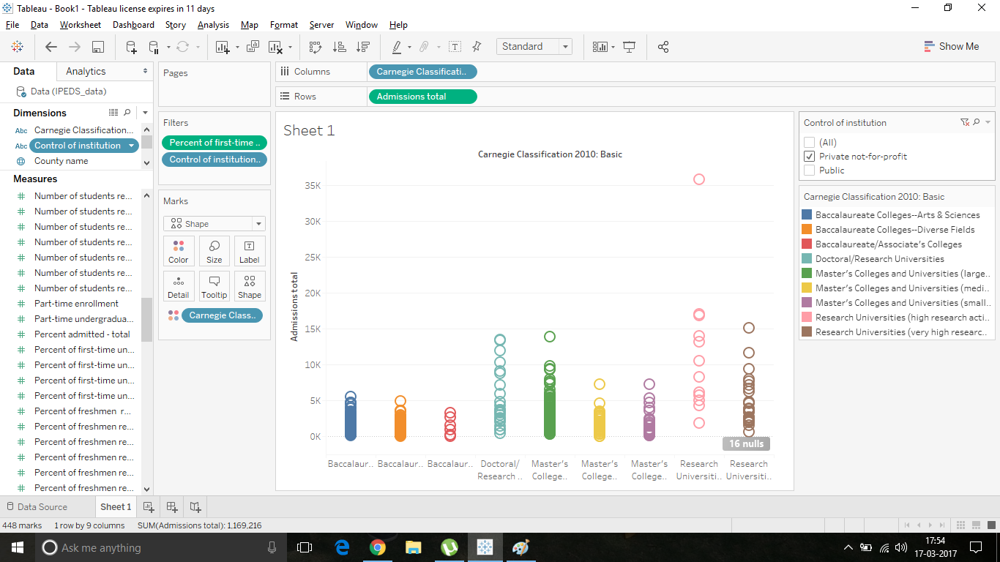 Tableau - Book1 - Tableau license expires in 11 days
File Data Worksheet Dashboard Story Analysis Map Format Server Window Help
Standard
Show Me
Data Analytics
Data (IPEDS_data)
Dimensions
Abc Carnegie Classification...
Abc Control of institution
County name
Measures
Number of students re...
Number of students re...
Number of students re...
Number of students re...
Number of students re...
Number of students re...
Number of students re...
Part-time enrollment
Part-time undergradua...
Percent admitted - total
Percent of first-time un...
Percent of first-time un...
Percent of first-time un...
Percent of first-time un...
Percent of freshmen r...
Percent of freshmen re...
Percent of freshmen re...
Percent of freshmen re...
Percent of freshmen re...
Percent of freshmen re...
Pages
Filters
Percent of first-time ..
Control of institution..
Marks
Shape
Color Size Label
Detail Tooltip Shape
Carnegie Class..
Columns Carnegie Classificati..
Rows Admissions total
Sheet 1
Carnegie Classification 2010: Basic
Admissions total
35K
30K
25K
20K
15K
10K
5K
0K
16 nulls
Baccalaur.. Baccalaur.. Baccalaur.. Doctoral/ Master's Master's Master's Research Research
Research .. College.. College.. College.. Universiti.. Universiti..
Control of institution
(All)
Private not-for-profit
Public
Carnegie Classification 2010: Basic
Baccalaureate Colleges--Arts & Sciences
Baccalaureate Colleges--Diverse Fields
Baccalaureate/Associate's Colleges
Doctoral/Research Universities
Master's Colleges and Universities (large..
Master's Colleges and Universities (medi..
Master's Colleges and Universities (small..
Research Universities (high research acti..
Research Universities (very high researc..
Data Source Sheet 1
448 marks 1 row by 9 columns SUM(Admissions total): 1,169,216
Ask me anything
17:54
17-03-2017